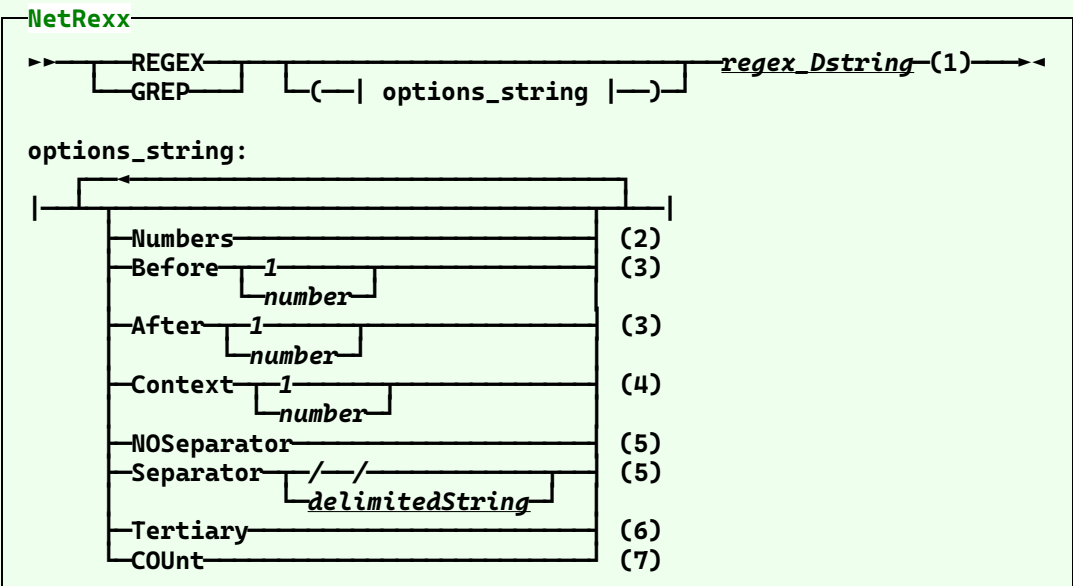 NetRexx
►►──┬──REGEX──┬──┬────────────────────────┬──regex_Dstring─(1)──►◄
└──GREP───┘ └─(──┤ options_string ├──)─┘
options_string:
◄
Numbers (2)
Before 1 (3)
number
After 1 (3)
number
Context 1 (4)
number
NOSeparator (5)
Separator / / (5)
delimitedString
Tertiary (6)
COUnt (7)